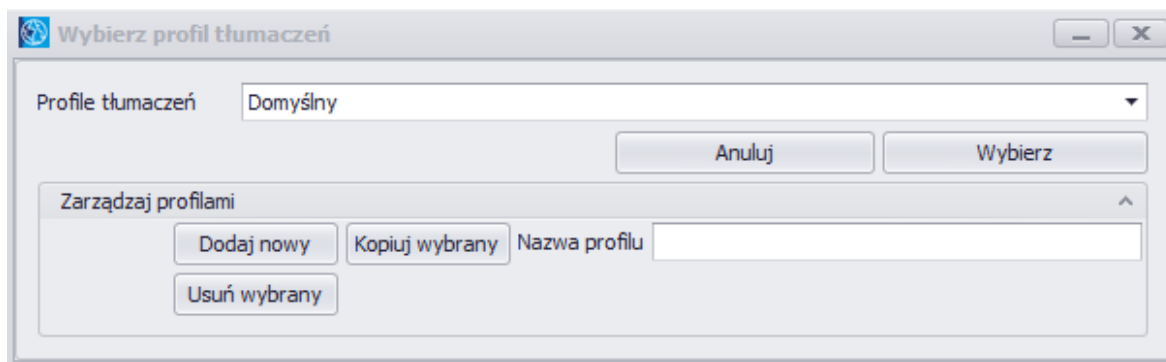 Wybierz profil tłumaczeń
Profile tłumaczeń Domyślny
Anuluj Wybierz
Zarządzaj profilami
Dodaj nowy Kopiuj wybrany Nazwa profilu
Usuń wybrany